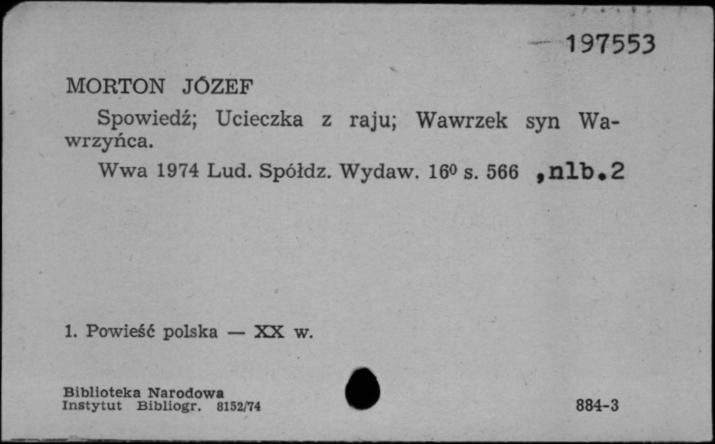 197553
MORTON JÓZEF
Spowiedź; Ucieczka z raju; Wawrzek syn Wa-
wrzyńca.
Wwa 1974 Lud. Spółdz. Wydaw. 16⁰ s. 566 ,nlb.2
1. Powieść polska — XX w.
Biblioteka Narodowa
Instytut Bibliogr. 8152/74
884-3